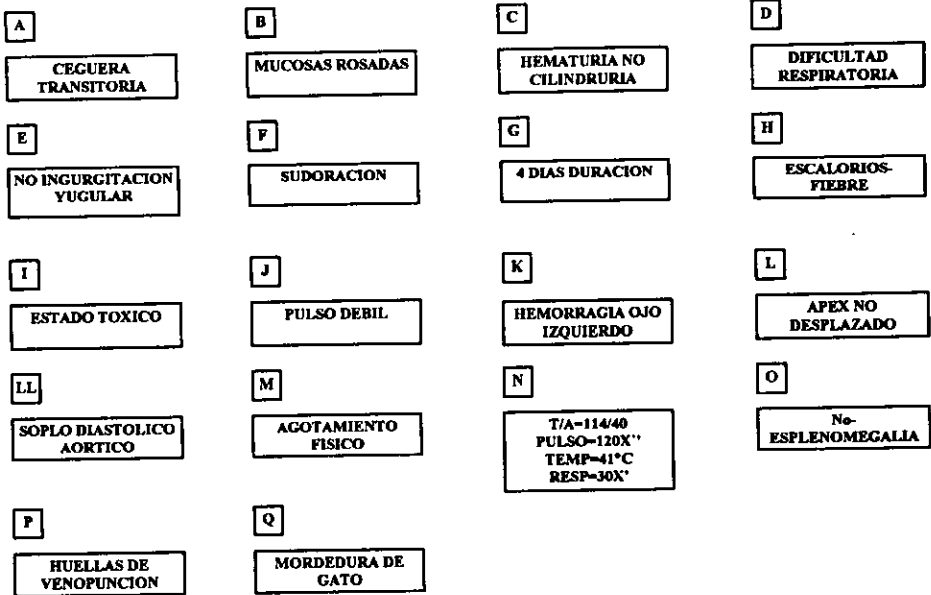 A
CEGUERA
TRANSITORIA
B
MUCOSAS ROSADAS
C
HEMATURIA NO
CILINDRURIA
D
DIFICULTAD
RESPIRATORIA
E
NO INGURGITACION
YUGULAR
F
SUDORACION
G
4 DIAS DURACION
H
ESCALORIOS-
FIEBRE
I
ESTADO TOXICO
J
PULSO DEBIL
K
HEMORRAGIA OJO
IZQUIERDO
L
APEX NO
DESPLAZADO
LL
SOPLO DIASTOLICO
AORTICO
M
AGOTAMIENTO
FISICO
N
T/A=114/40
PULSO=120X'
TEMP=41°C
RESP=30X'
O
No-
ESPLENOMEGALIA
P
HUELLAS DE
VENOPUNCION
Q
MORDEDURA DE
GATO